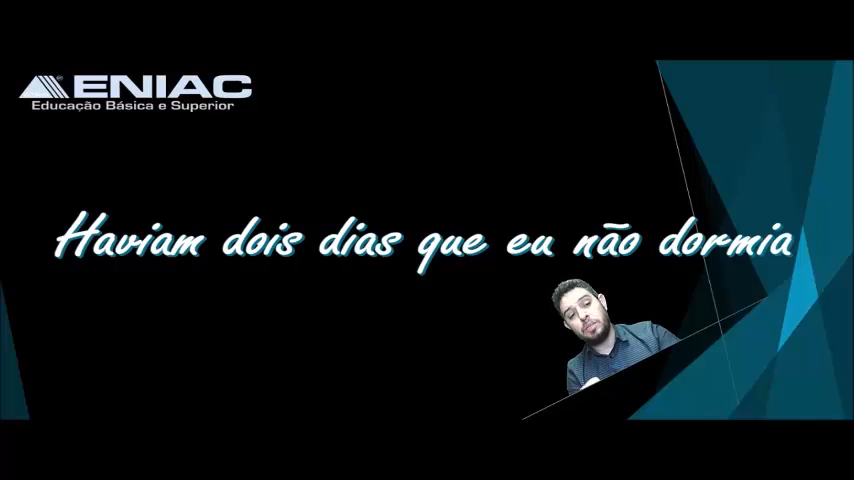 ENIAC
Educação Básica e Superior
Haviam dois dias que eu não dormia